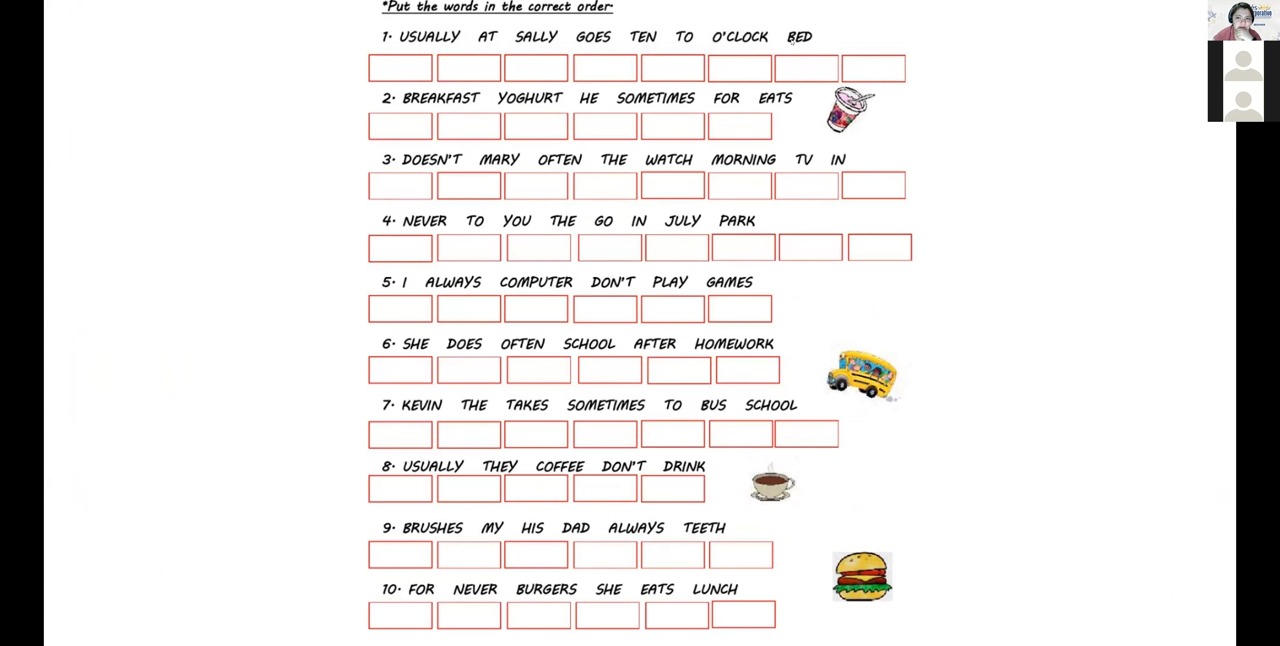 *Put the words in the correct order·
1· USUALLY AT SALLY GOES TEN TO O'CLOCK BED
2· BREAKFAST YOGHURT HE SOMETIMES FOR EATS
3· DOESN'T MARY OFTEN THE WATCH MORNING TV IN
4· NEVER TO YOU THE GO IN JULY PARK
5· I ALWAYS COMPUTER DON'T PLAY GAMES
6· SHE DOES OFTEN SCHOOL AFTER HOMEWORK
7· KEVIN THE TAKES SOMETIMES TO BUS SCHOOL
8· USUALLY THEY COFFEE DON'T DRINK
9· BRUSHES MY HIS DAD ALWAYS TEETH
10· FOR NEVER BURGERS SHE EATS LUNCH